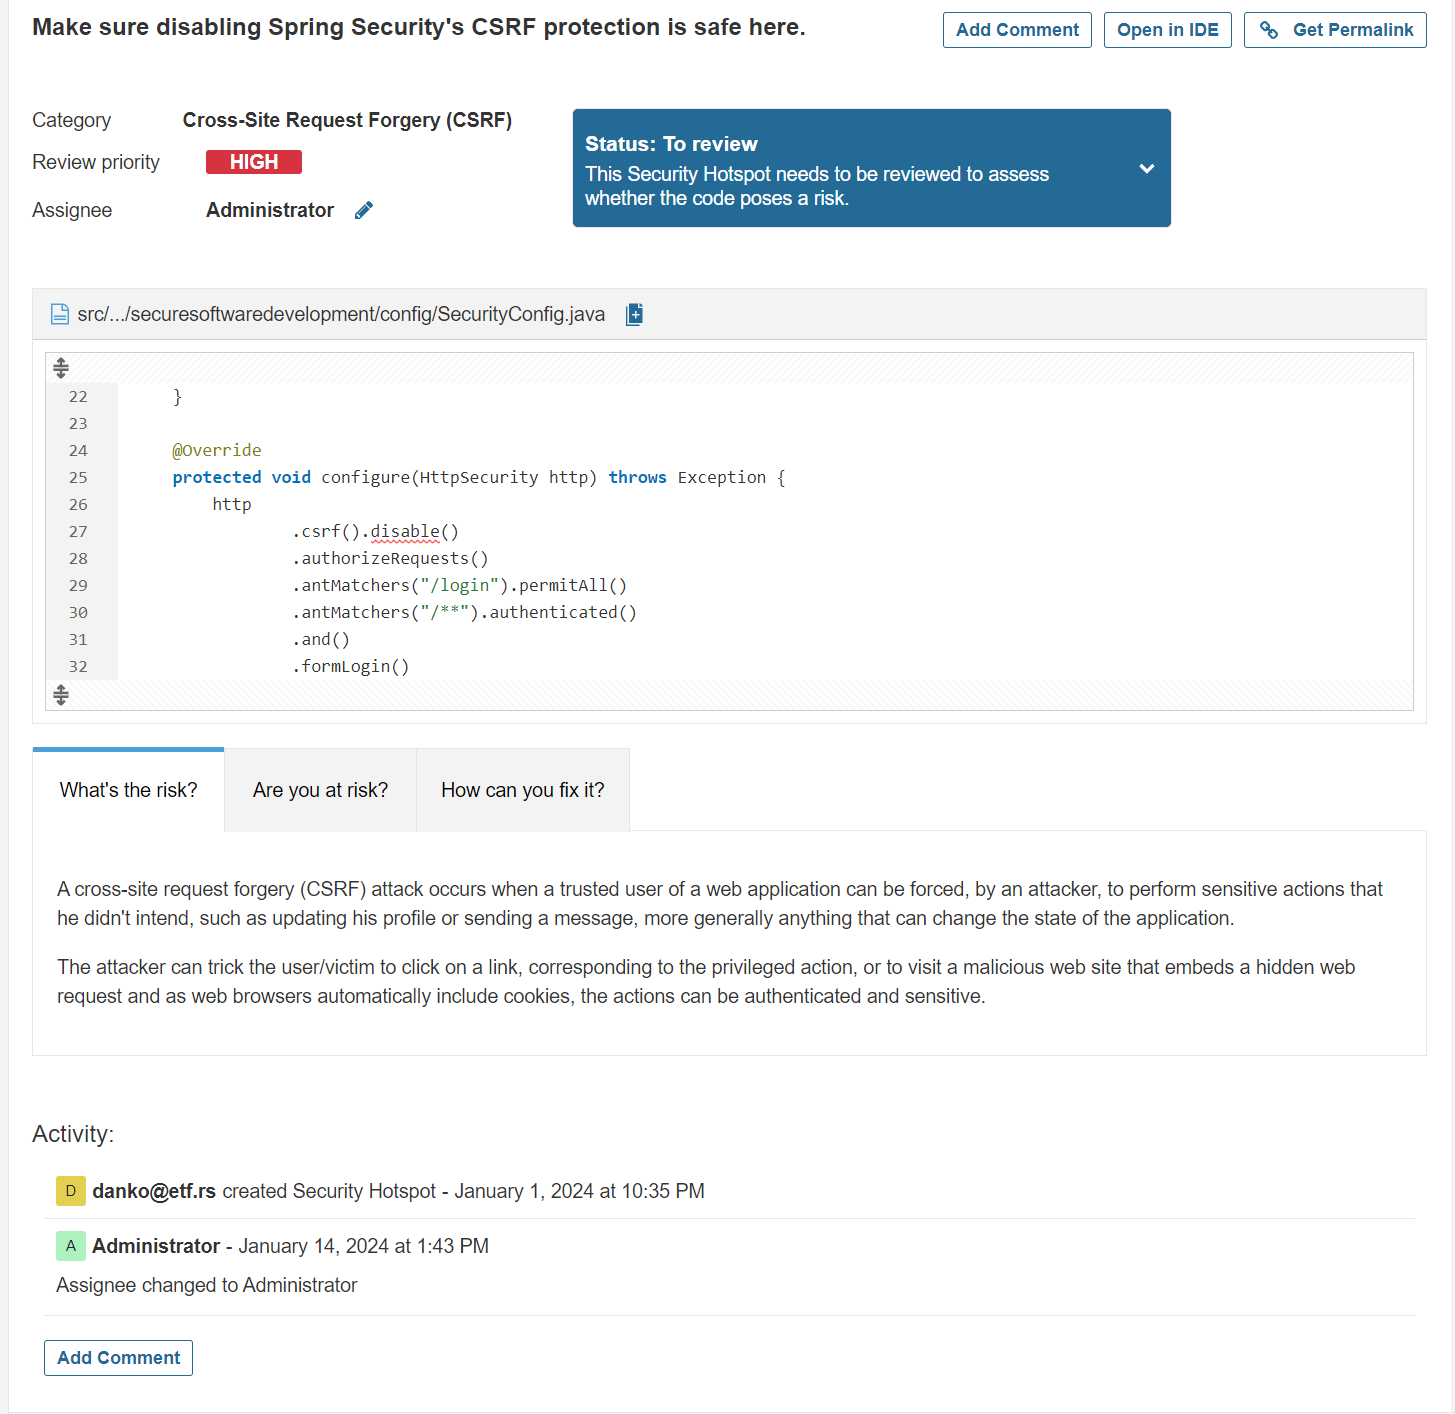 Make sure disabling Spring Security's CSRF protection is safe here.
Add Comment
Open in IDE
Get Permalink
Category Cross-Site Request Forgery (CSRF)
Review priority HIGH
Assignee Administrator
Status: To review
This Security Hotspot needs to be reviewed to assess
whether the code poses a risk.
src/.../securesoftwaredevelopment/config/SecurityConfig.java
22 }
23
24 @Override
25 protected void configure(HttpSecurity http) throws Exception {
26 http
27 .csrf().disable()
28 .authorizeRequests()
29 .antMatchers("/login").permitAll()
30 .antMatchers("/**").authenticated()
31 .and()
32 .formLogin()
What's the risk?
Are you at risk?
How can you fix it?
A cross-site request forgery (CSRF) attack occurs when a trusted user of a web application can be forced, by an attacker, to perform sensitive actions that
he didn't intend, such as updating his profile or sending a message, more generally anything that can change the state of the application.
The attacker can trick the user/victim to click on a link, corresponding to the privileged action, or to visit a malicious web site that embeds a hidden web
request and as web browsers automatically include cookies, the actions can be authenticated and sensitive.
Activity:
D danko@etf.rs created Security Hotspot - January 1, 2024 at 10:35 PM
A Administrator - January 14, 2024 at 1:43 PM
Assignee changed to Administrator
Add Comment